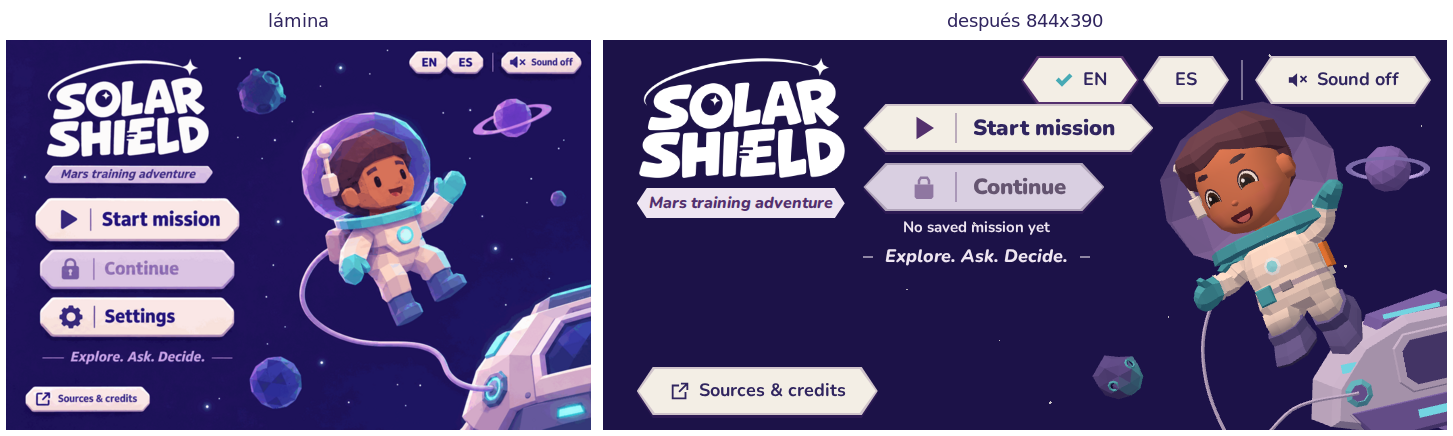 lámina
SOLAR
SHIELD
Mars training adventure
EN ES Sound off
Start mission
Continue
Settings
Explore. Ask. Decide.
Sources & credits
después 844x390
SOLAR
SHIELD
Mars training adventure
EN ES Sound off
Start mission
Continue
No saved mission yet
Explore. Ask. Decide.
Sources & credits